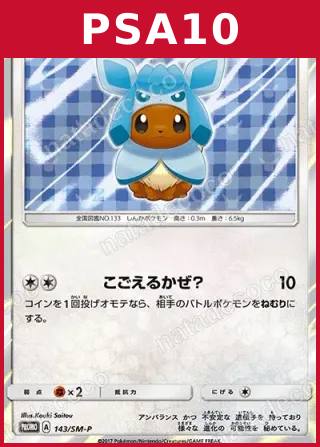 PSA10
全国図鑑NO.133 しんかポケモン 高さ：0.3m 重さ：6.5kg
こごえるかぜ？ 10
コインを1回投げオモテなら、相手のバトルポケモンをねむりに
する。
弱点 ×2 抵抗力 にげる
Illus.Kouki Saitou
PROMO A 143/SM-P
アンバランス かつ 不安定な 遺伝子を 持っており
様々な 進化の 可能性を 秘めている。
©2017 Pokémon/Nintendo/Creatures/GAME FREAK.